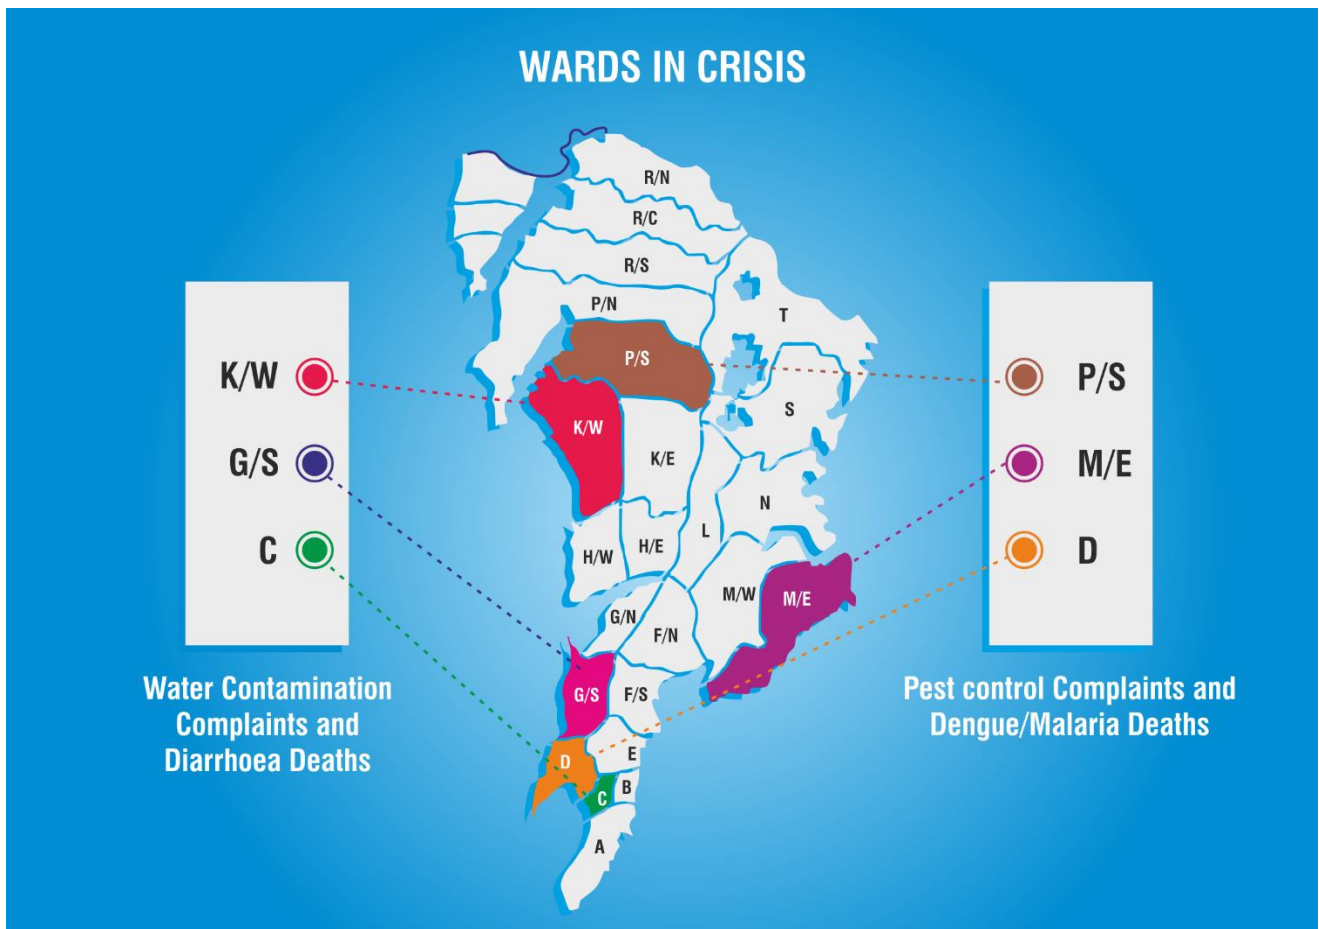 WARDS IN CRISIS
R/N
R/C
R/S
P/N
T
P/S
S
K/W
K/E
N
L
H/W
H/E
M/W
M/E
G/N
F/N
G/S
F/S
D
E
C
B
A
K/W
G/S
C
Water Contamination
Complaints and
Diarrhoea Deaths
P/S
M/E
D
Pest control Complaints and
Dengue/Malaria Deaths